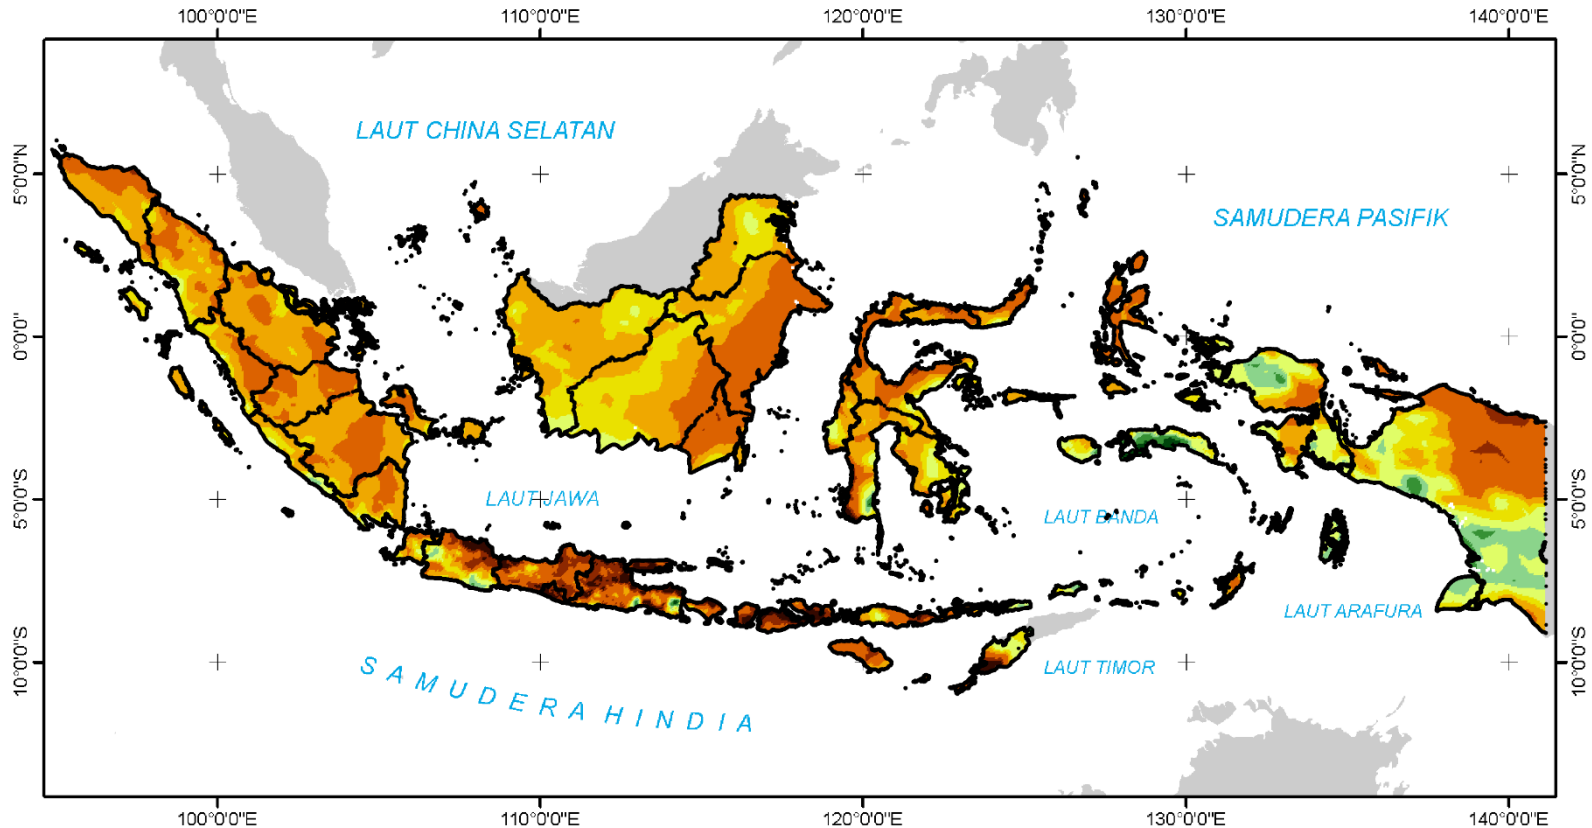 100°0'0"E 110°0'0"E 120°0'0"E 130°0'0"E 140°0'0"E
LAUT CHINA SELATAN
5°0'0"N 5°0'0"N
SAMUDERA PASIFIK
0°0'0" 0°0'0"
5°0'0"S 5°0'0"S
LAUT JAWA
LAUT BANDA
LAUT ARAFURA
10°0'0"S 10°0'0"S
LAUT TIMOR
SAMUDERA HINDIA
100°0'0"E 110°0'0"E 120°0'0"E 130°0'0"E 140°0'0"E